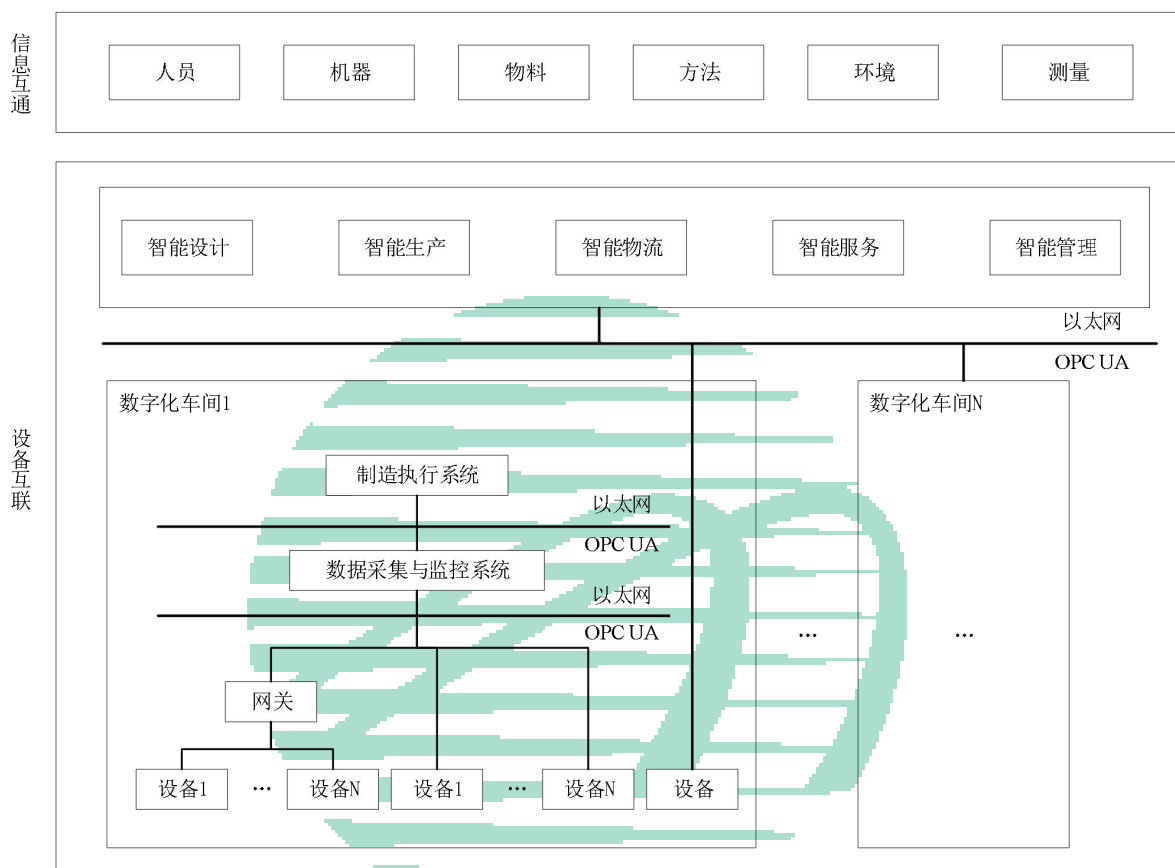 信息互通
人员
机器
物料
方法
环境
测量
设备互联
智能设计
智能生产
智能物流
智能服务
智能管理
以太网
OPC UA
数字化车间1
数字化车间N
制造执行系统
以太网
OPC UA
数据采集与监控系统
以太网
OPC UA
...
...
网关
设备1
...
设备N
设备1
...
设备N
设备